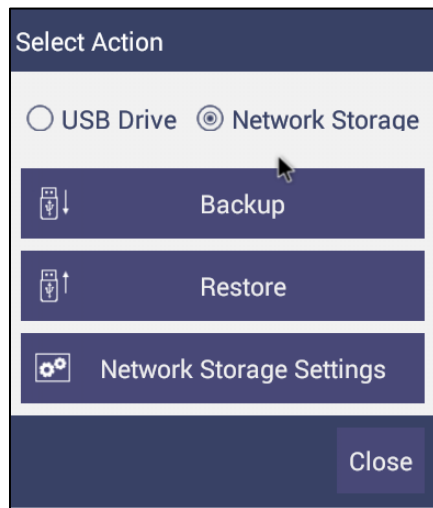 Select Action
USB Drive Network Storage
Backup
Restore
Network Storage Settings
Close